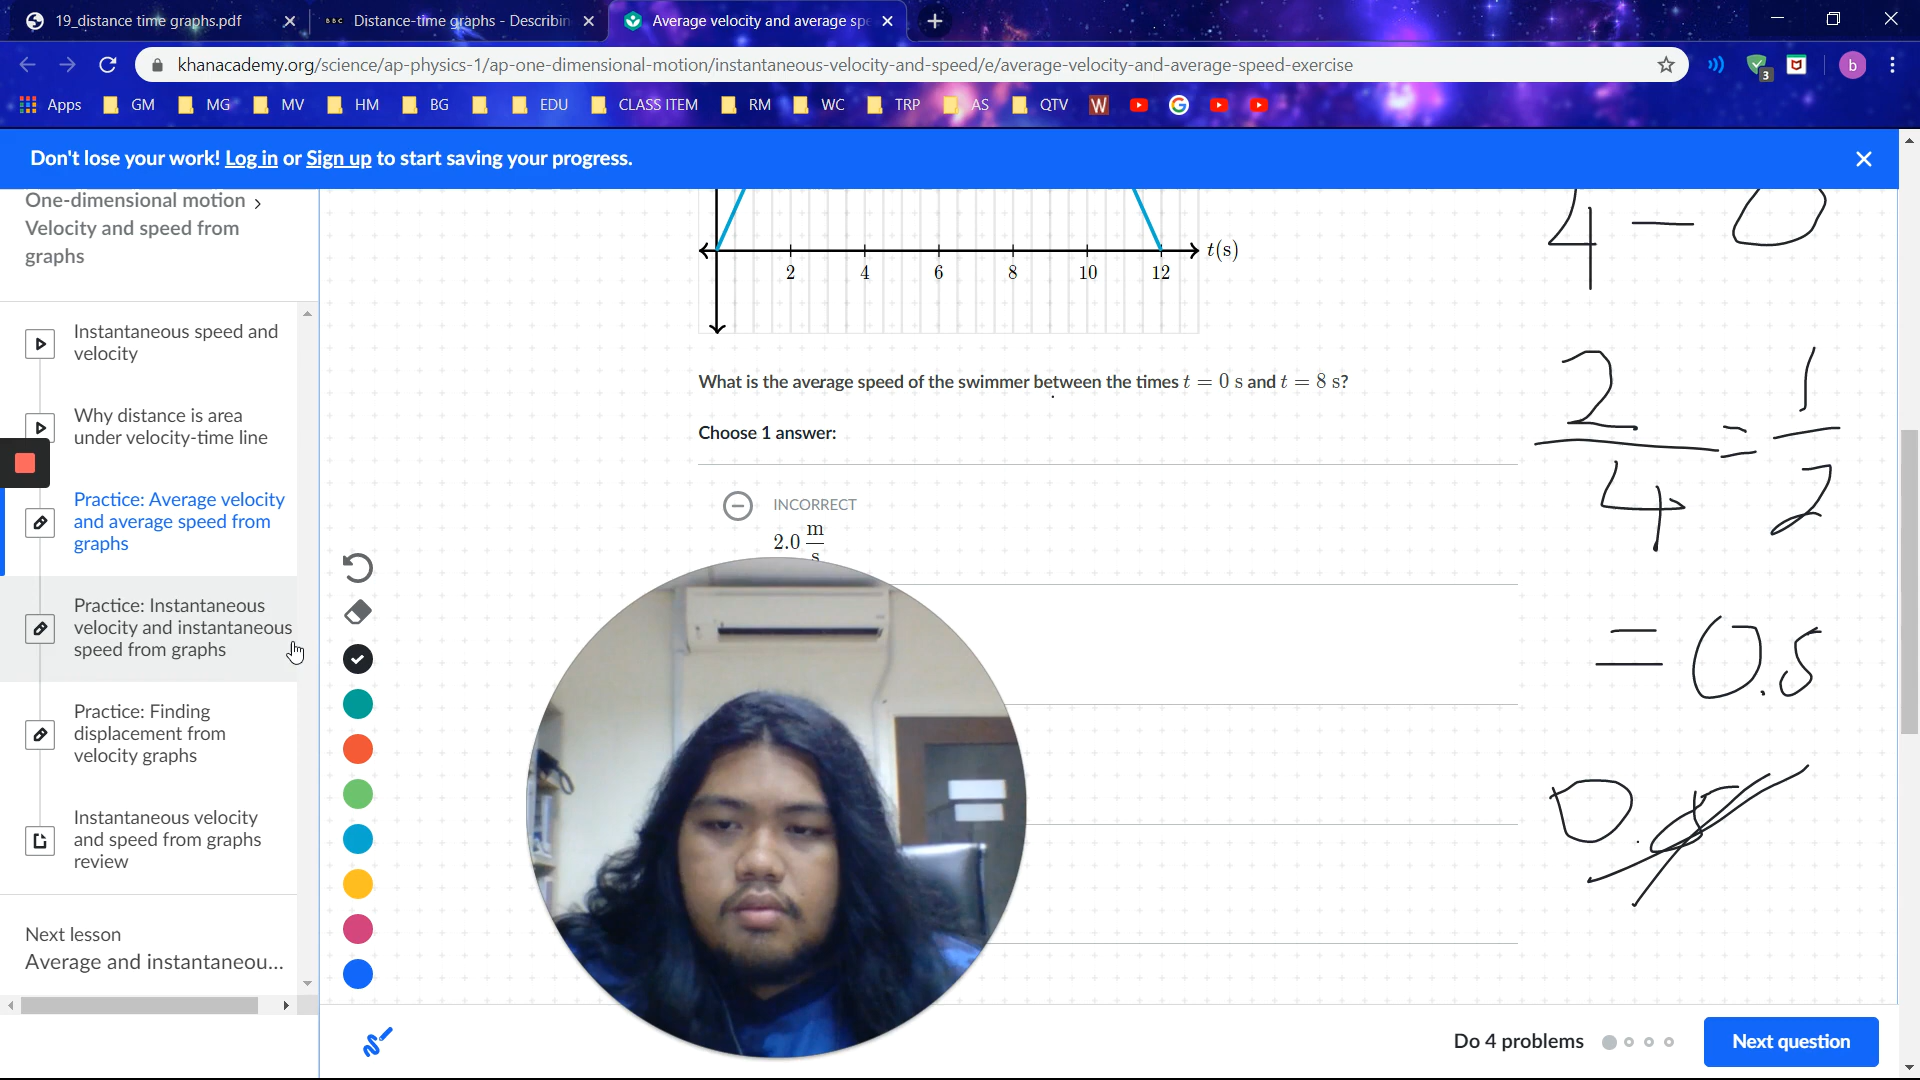 19_distance time graphs.pdf
Distance-time graphs - Describin
Average velocity and average spe
khanacademy.org/science/ap-physics-1/ap-one-dimensional-motion/instantaneous-velocity-and-speed/e/average-velocity-and-average-speed-exercise
3
b
Apps GM MG MV HM BG EDU CLASS ITEM RM WC TRP AS QTV
Don't lose your work! Log in or Sign up to start saving your progress.
One-dimensional motion >
Velocity and speed from
graphs
Instantaneous speed and
velocity
Why distance is area
under velocity-time line
Practice: Average velocity
and average speed from
graphs
Practice: Instantaneous
velocity and instantaneous
speed from graphs
Practice: Finding
displacement from
velocity graphs
Instantaneous velocity
and speed from graphs
review
Next lesson
Average and instantaneou...
t(s)
2 4 6 8 10 12
What is the average speed of the swimmer between the times t = 0 s and t = 8 s?
Choose 1 answer:
INCORRECT
2.0 m/s
4 - 0
2/4 = 1/2
= 0.5
Do 4 problems
Next question